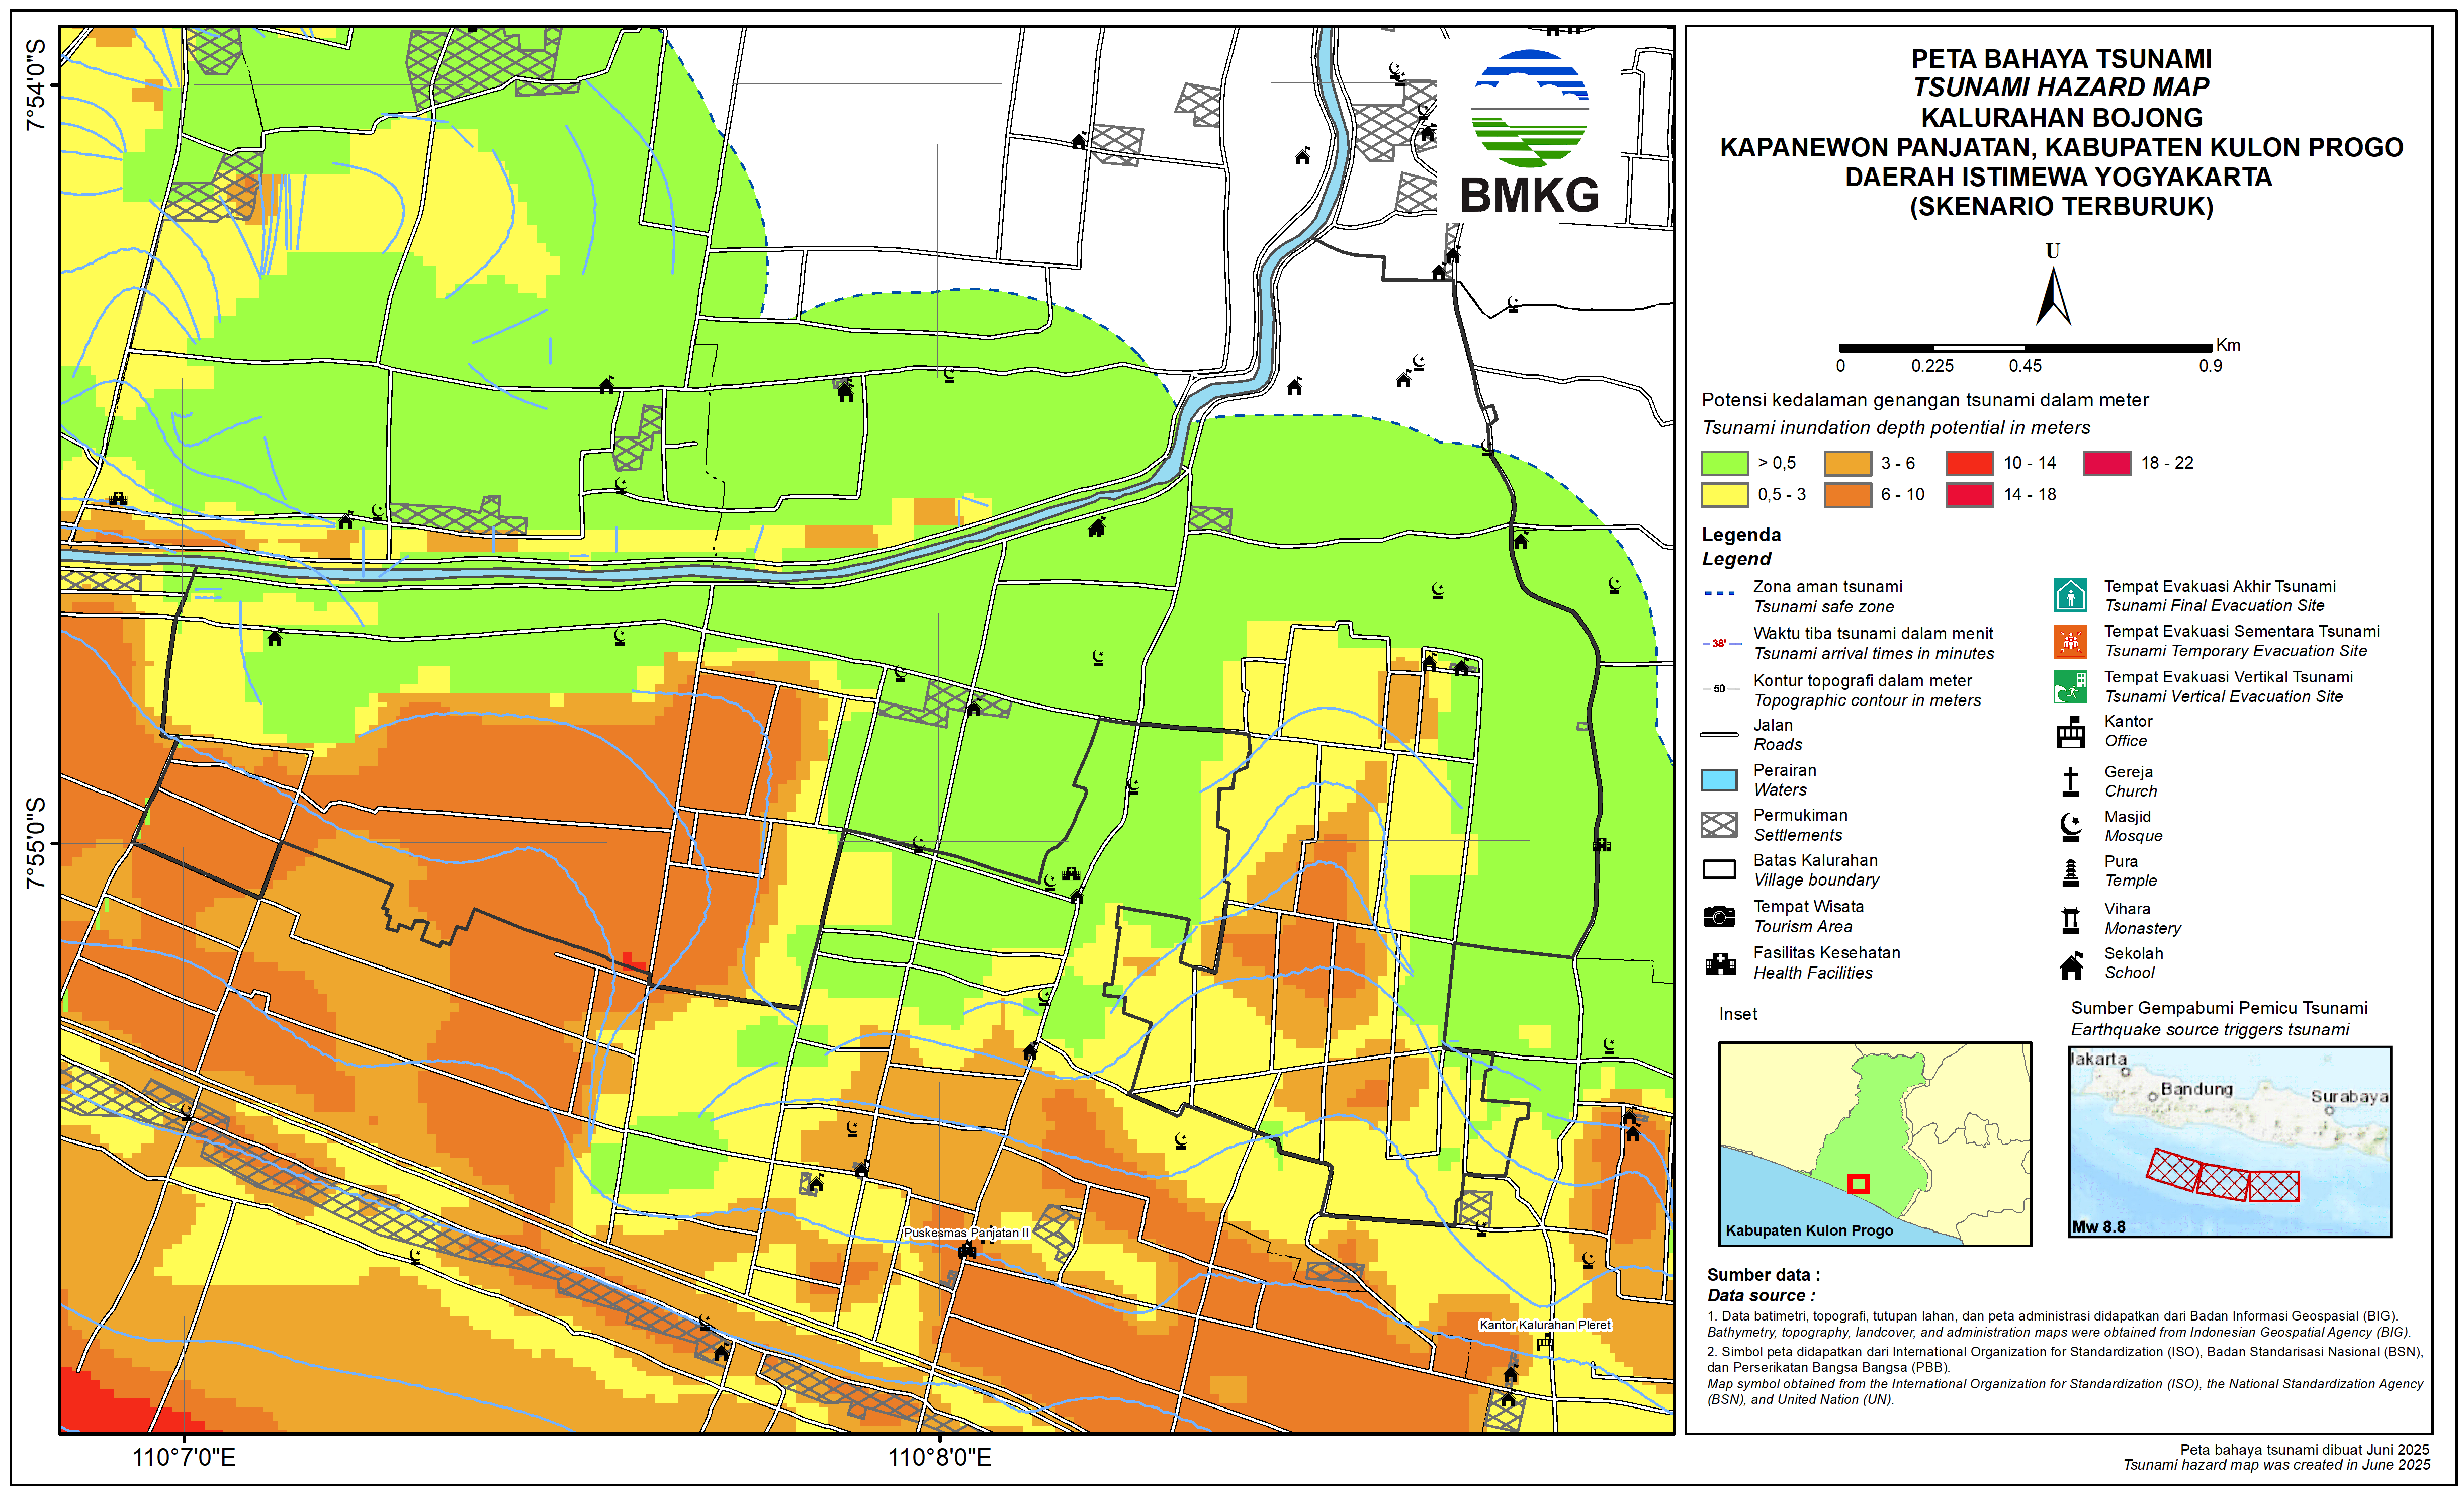 PETA BAHAYA TSUNAMI
TSUNAMI HAZARD MAP
KALURAHAN BOJONG
KAPANEWON PANJATAN, KABUPATEN KULON PROGO
DAERAH ISTIMEWA YOGYAKARTA
(SKENARIO TERBURUK)
U
Km
0 0.225 0.45 0.9
Potensi kedalaman genangan tsunami dalam meter
Tsunami inundation depth potential in meters
> 0,5 3 - 6 10 - 14 18 - 22
0,5 - 3 6 - 10 14 - 18
Legenda
Legend
Zona aman tsunami
Tsunami safe zone
38'
Waktu tiba tsunami dalam menit
Tsunami arrival times in minutes
50
Kontur topografi dalam meter
Topographic contour in meters
Jalan
Roads
Perairan
Waters
Permukiman
Settlements
Batas Kalurahan
Village boundary
Tempat Wisata
Tourism Area
Fasilitas Kesehatan
Health Facilities
Tempat Evakuasi Akhir Tsunami
Tsunami Final Evacuation Site
Tempat Evakuasi Sementara Tsunami
Tsunami Temporary Evacuation Site
Tempat Evakuasi Vertikal Tsunami
Tsunami Vertical Evacuation Site
Kantor
Office
Gereja
Church
Masjid
Mosque
Pura
Temple
Vihara
Monastery
Sekolah
School
Inset
Kabupaten Kulon Progo
Sumber Gempabumi Pemicu Tsunami
Earthquake source triggers tsunami
Jakarta
Bandung
Surabaya
Mw 8.8
Sumber data :
Data source :
1. Data batimetri, topografi, tutupan lahan, dan peta administrasi didapatkan dari Badan Informasi Geospasial (BIG).
Bathymetry, topography, landcover, and administration maps were obtained from Indonesian Geospatial Agency (BIG).
2. Simbol peta didapatkan dari International Organization for Standardization (ISO), Badan Standarisasi Nasional (BSN),
dan Perserikatan Bangsa Bangsa (PBB).
Map symbol obtained from the International Organization for Standardization (ISO), the National Standardization Agency
(BSN), and United Nation (UN).
Peta bahaya tsunami dibuat Juni 2025
Tsunami hazard map was created in June 2025
BMKG
7°54'0"S
7°55'0"S
110°7'0"E
110°8'0"E
Puskesmas Panjatan II
Kantor Kalurahan Pleret